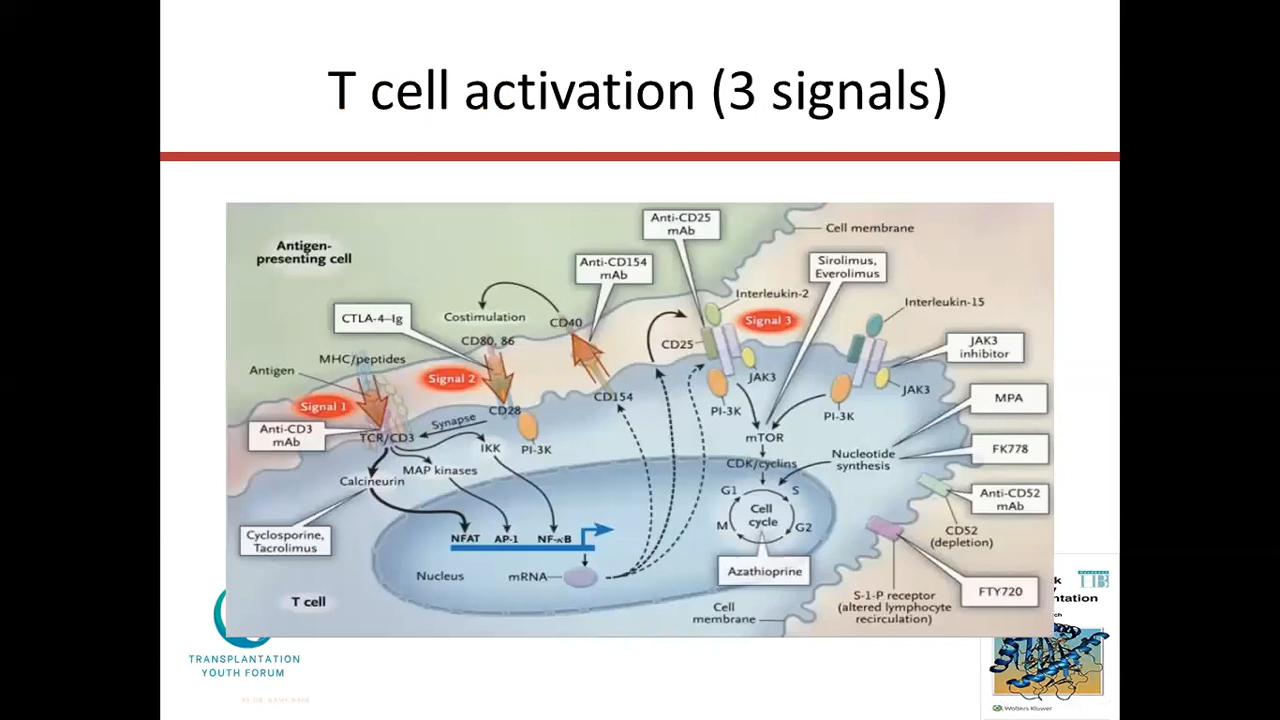 T cell activation (3 signals)
Antigen-
presenting cell
Anti-CD25
mAb
Cell membrane
Anti-CD154
mAb
Sirolimus,
Everolimus
CTLA-4–Ig
Costimulation
CD40
CD80, 86
Interleukin-2
Signal 3
Interleukin-15
CD25
JAK3
inhibitor
MHC/peptides
Antigen
Signal 2
Signal 1
JAK3
JAK3
PI-3K
PI-3K
CD154
CD28
MPA
Anti-CD3
mAb
TCR/CD3
Synapse
IKK
PI-3K
mTOR
Nucleotide
synthesis
FK778
MAP kinases
Calcineurin
CDK/cyclins
G1
S
M
G2
Cell
cycle
Anti-CD52
mAb
CD52
(depletion)
Cyclosporine,
Tacrolimus
NFAT
AP-1
NF-κB
Nucleus
mRNA
Azathioprine
T cell
Cell
membrane
S-1-P receptor
(altered lymphocyte
recirculation)
FTY720
TRANSPLANTATION
YOUTH FORUM
Wolters Kluwer